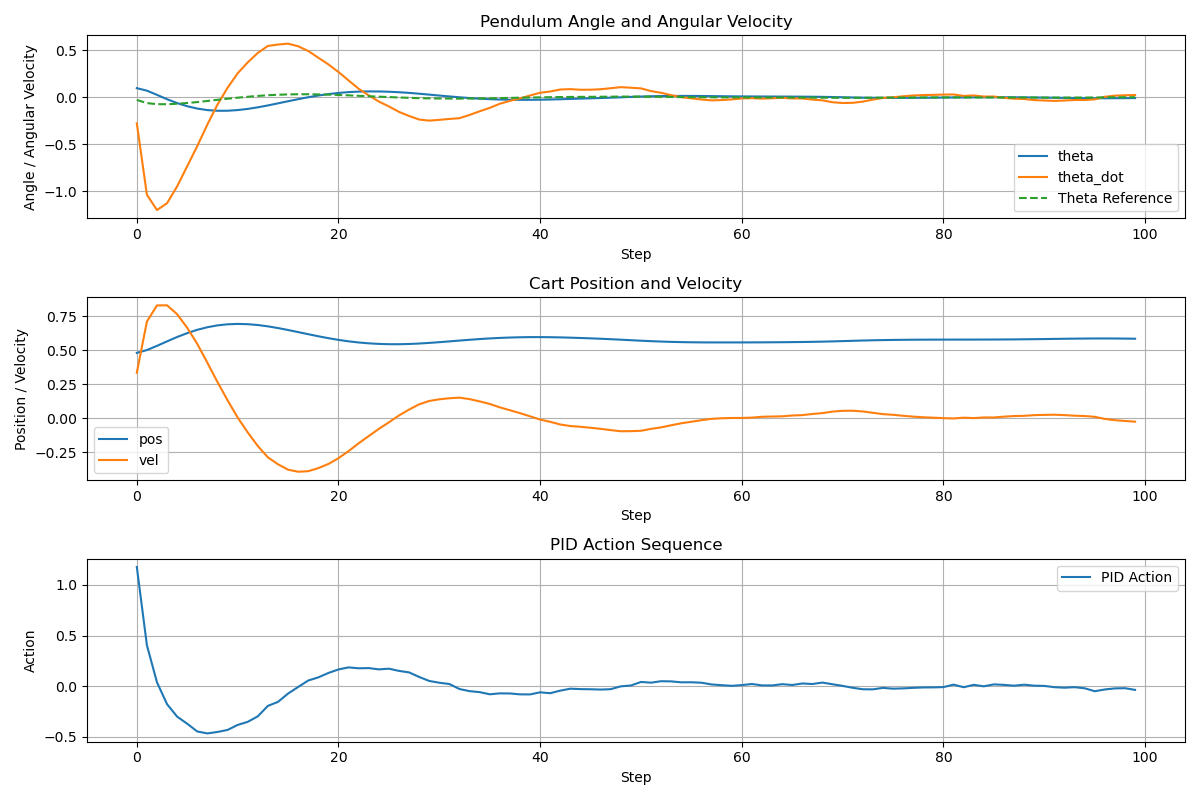 Pendulum Angle and Angular Velocity
Angle / Angular Velocity
0.5
0.0
−0.5
−1.0
theta
theta_dot
Theta Reference
0 20 40 60 80 100
Step
Cart Position and Velocity
Position / Velocity
0.75
0.50
0.25
0.00
−0.25
pos
vel
0 20 40 60 80 100
Step
PID Action Sequence
Action
1.0
0.5
0.0
−0.5
PID Action
0 20 40 60 80 100
Step